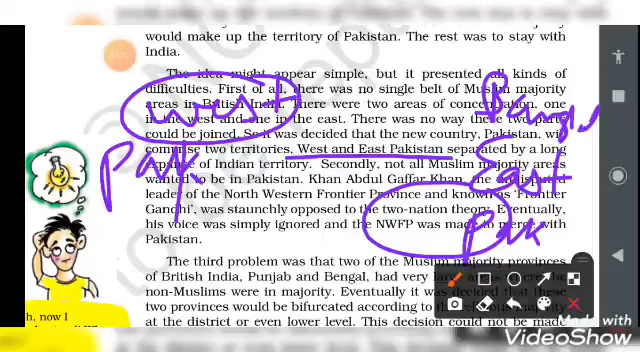 would make up the territory of Pakistan. The rest was to stay with
India.
The idea might appear simple, but it presented all kinds of
difficulties. First of all, there was no single belt of Muslim majority
areas in British India. There were two areas of concentration, one
in the west and one in the east. There was no way these two parts
could be joined. So it was decided that the new country, Pakistan, will
comprise two territories, West and East Pakistan separated by a long
expanse of Indian territory. Secondly, not all Muslim majority areas
wanted to be in Pakistan. Khan Abdul Gaffar Khan, the undisputed
leader of the North Western Frontier Province and known as 'Frontier
Gandhi', was staunchly opposed to the two-nation theory. Eventually,
his voice was simply ignored and the NWFP was made to merge with
Pakistan.
The third problem was that two of the Muslim majority provinces
of British India, Punjab and Bengal, had very large areas where the
non-Muslims were in majority. Eventually it was decided that these
two provinces would be bifurcated according to the religious majority
at the district or even lower level. This decision could not be made
West
Pak.
East
Pak
h, now I
Recorded with
VideoShow